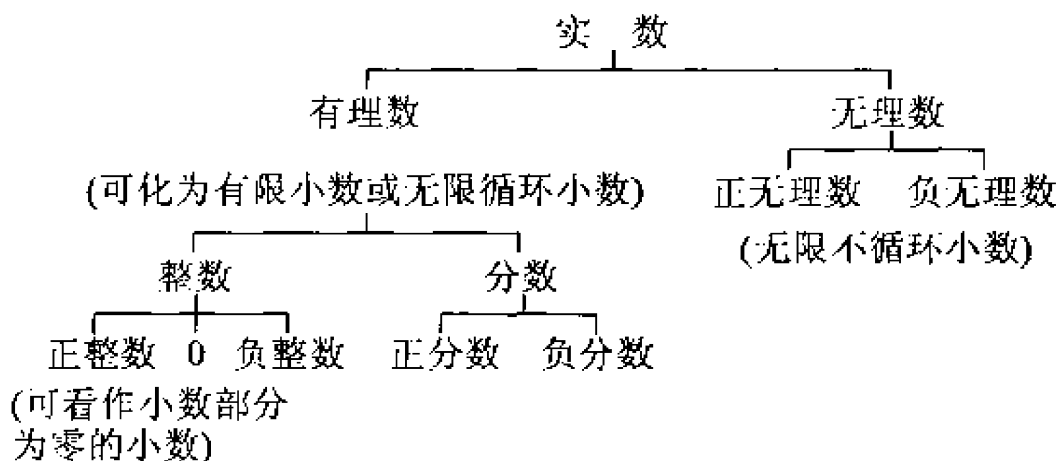 实 数
有理数 无理数
(可化为有限小数或无限循环小数) 正无理数 负无理数
(无限不循环小数)
整数 分数
正整数 0 负整数 正分数 负分数
(可看作小数部分
为零的小数)